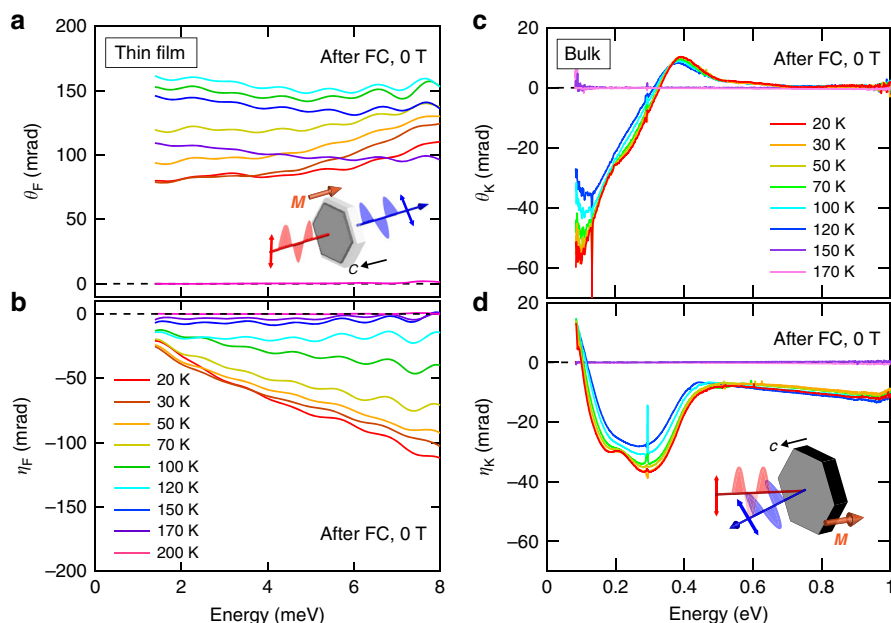 a
Thin film
After FC, 0 T
200
150
100
50
0
θF (mrad)
M
c
b
0
−50
−100
−150
−200
ηF (mrad)
20 K
30 K
50 K
70 K
100 K
120 K
150 K
170 K
200 K
After FC, 0 T
0
2
4
6
8
Energy (meV)
c
Bulk
After FC, 0 T
20
0
−20
−40
−60
θK (mrad)
20 K
30 K
50 K
70 K
100 K
120 K
150 K
170 K
d
After FC, 0 T
20
0
−20
−40
−60
ηK (mrad)
c
M
0
0.2
0.4
0.6
0.8
1
Energy (eV)